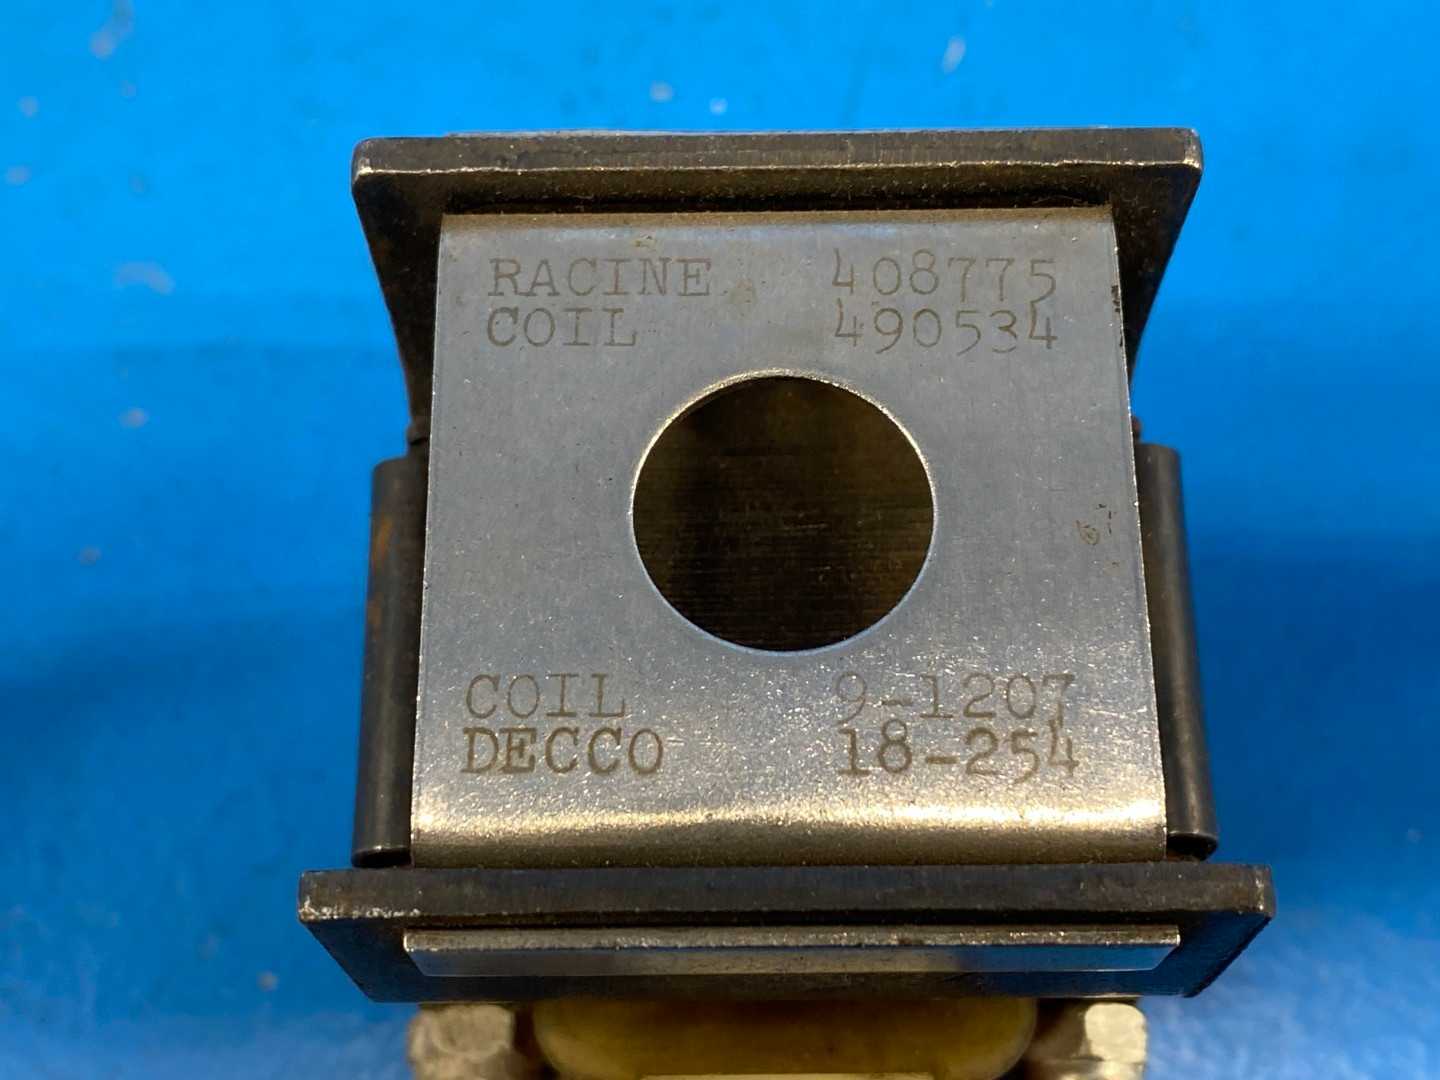 RACINE 408775
COIL 490534
COIL 9-1207
DECCO 18-254